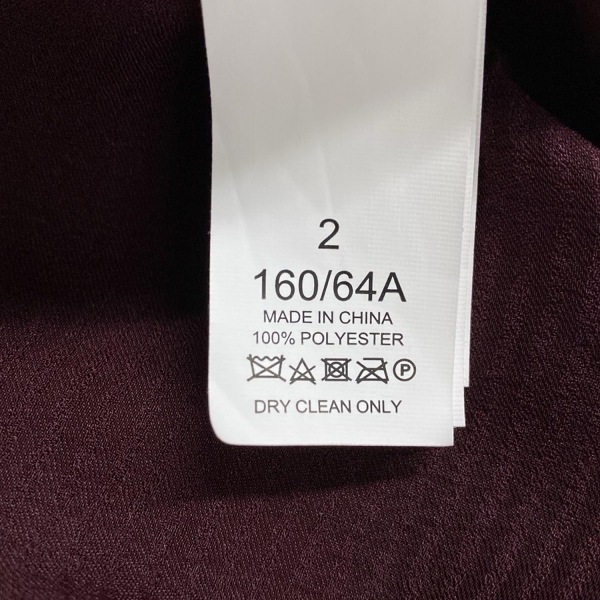 2
160/64A
MADE IN CHINA
100% POLYESTER
P
DRY CLEAN ONLY